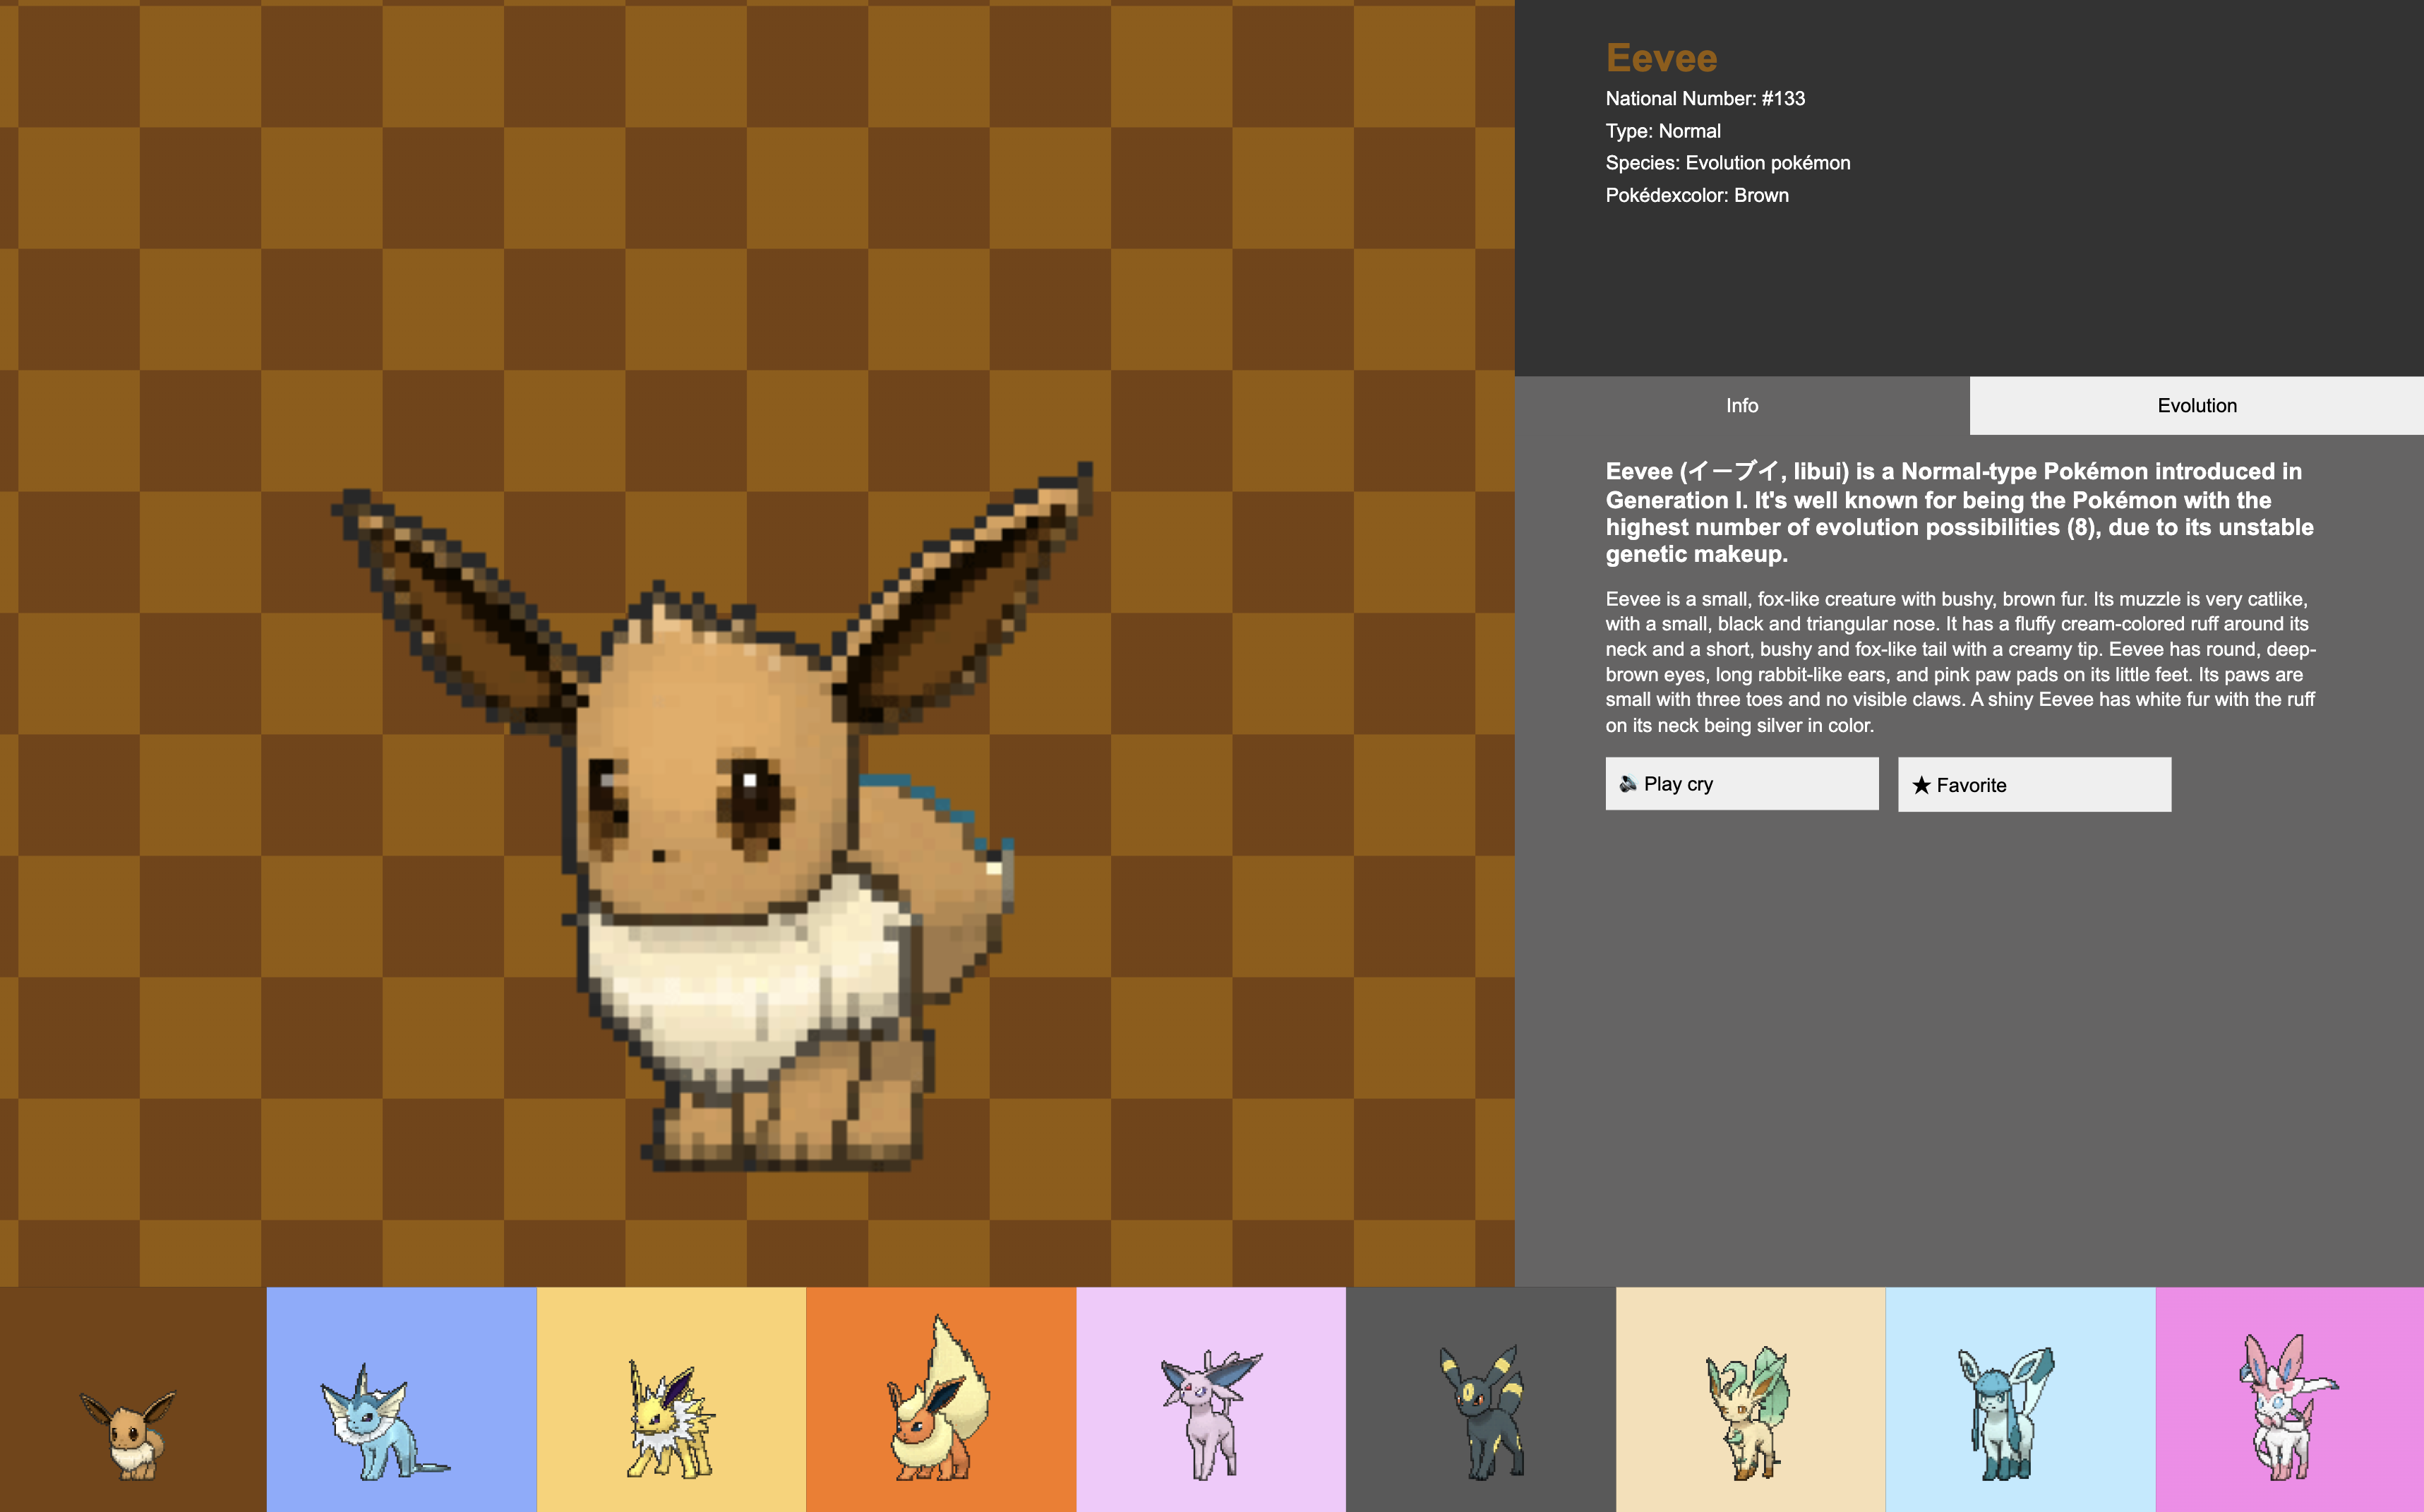 Eevee
National Number: #133
Type: Normal
Species: Evolution pokémon
Pokédexcolor: Brown
Info
Evolution
Eevee (イーブイ, Iibui) is a Normal-type Pokémon introduced in
Generation I. It's well known for being the Pokémon with the
highest number of evolution possibilities (8), due to its unstable
genetic makeup.
Eevee is a small, fox-like creature with bushy, brown fur. Its muzzle is very catlike,
with a small, black and triangular nose. It has a fluffy cream-colored ruff around its
neck and a short, bushy and fox-like tail with a creamy tip. Eevee has round, deep-
brown eyes, long rabbit-like ears, and pink paw pads on its little feet. Its paws are
small with three toes and no visible claws. A shiny Eevee has white fur with the ruff
on its neck being silver in color.
🔊 Play cry
★ Favorite